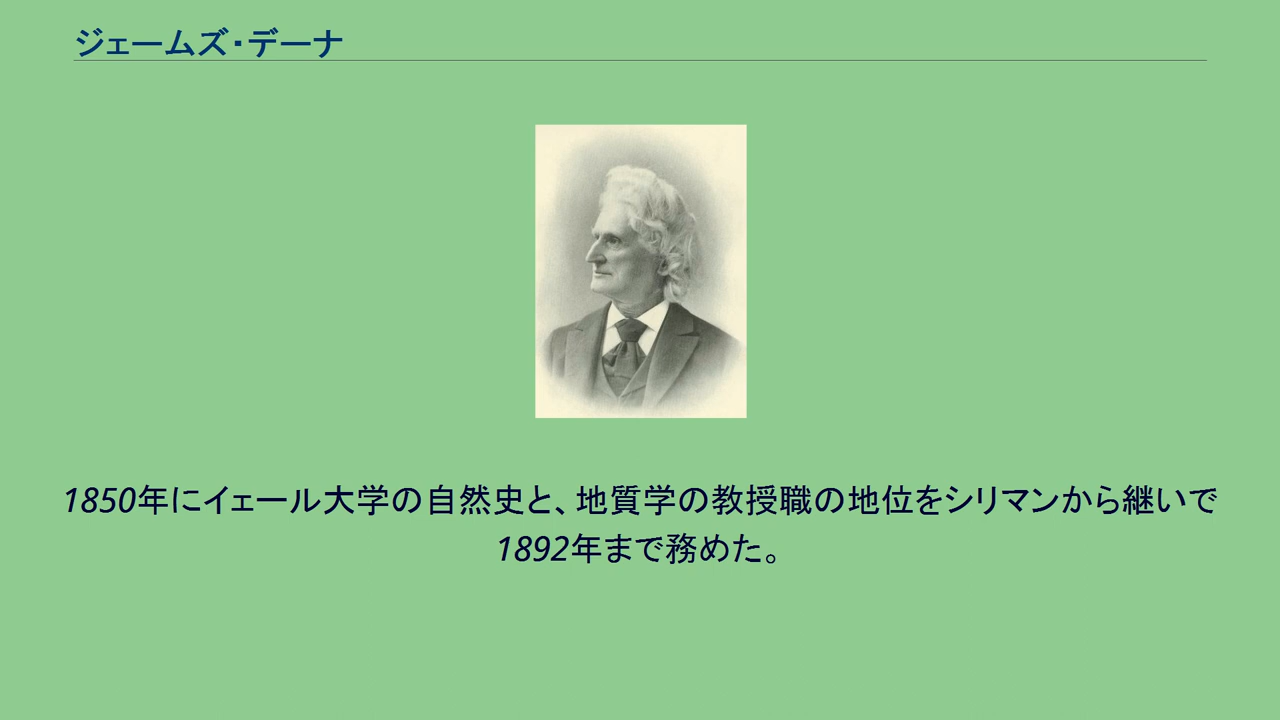 ジェームズ・デーナ
1850年にイェール大学の自然史と、地質学の教授職の地位をシリマンから継いで
1892年まで務めた。